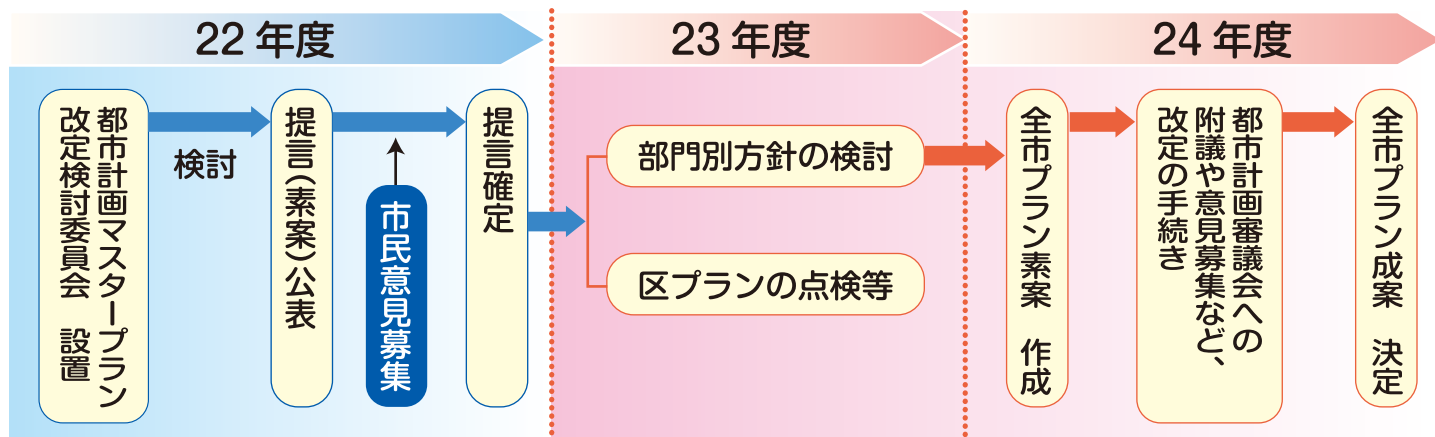 22年度
23年度
24年度
都市計画マスタープラン
改定検討委員会 設置
検討
提言(素案)公表
市民意見募集
提言確定
部門別方針の検討
区プランの点検等
全市プラン素案 作成
都市計画審議会への
附議や意見募集など、
改定の手続き
全市プラン成案 決定